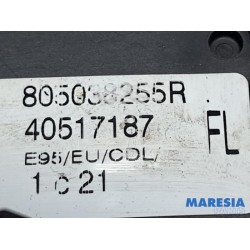 805038255R
40517187
FL
E95/EU/CDL/
1 C 21
MARESIA